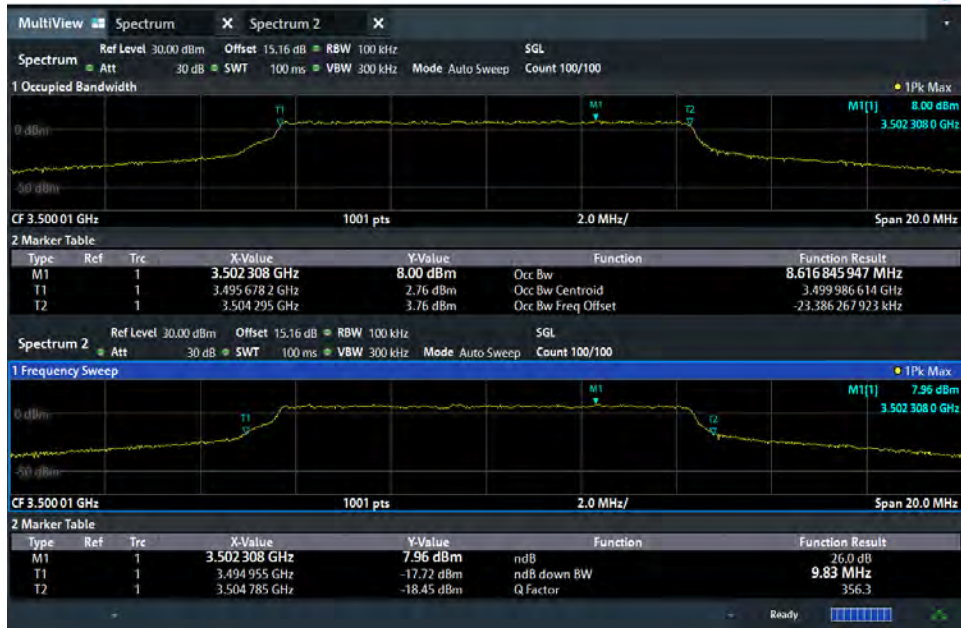 MultiView Spectrum X Spectrum 2 X
Spectrum Ref Level 30.00 dBm Offset 15.16 dB RBW 100 kHz SGL
Att 30 dB SWT 100 ms VBW 300 kHz Mode Auto Sweep Count 100/100
1 Occupied Bandwidth 1Pk Max
M1[1] 8.00 dBm
3.502 308 0 GHz
T1 M1 T2
0 dBm
-50 dBm
CF 3.500 01 GHz 1001 pts 2.0 MHz/ Span 20.0 MHz
2 Marker Table
Type Ref Trc X-Value Y-Value Function Function Result
M1 1 3.502 308 GHz 8.00 dBm Occ Bw 8.616 845 947 MHz
T1 1 3.495 678 2 GHz 2.76 dBm Occ Bw Centroid 3.499 986 614 GHz
T2 1 3.504 295 GHz 3.76 dBm Occ Bw Freq Offset -23.386 267 923 kHz
Spectrum 2 Ref Level 30.00 dBm Offset 15.16 dB RBW 100 kHz SGL
Att 30 dB SWT 100 ms VBW 300 kHz Mode Auto Sweep Count 100/100
1 Frequency Sweep 1Pk Max
M1[1] 7.96 dBm
3.502 308 0 GHz
M1
0 dBm
T1 T2
-50 dBm
CF 3.500 01 GHz 1001 pts 2.0 MHz/ Span 20.0 MHz
2 Marker Table
Type Ref Trc X-Value Y-Value Function Function Result
M1 1 3.502 308 GHz 7.96 dBm ndB 26.0 dB
T1 1 3.494 955 GHz -17.72 dBm ndB down BW 9.83 MHz
T2 1 3.504 785 GHz -18.45 dBm Q Factor 356.3
Ready